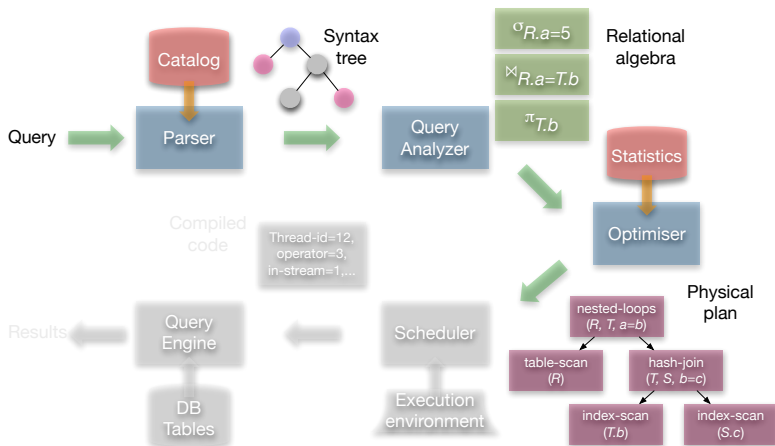 Catalog
Syntax
tree
σR.a=5
Relational
algebra
⋈R.a=T.b
πT.b
Query
Parser
Query
Analyzer
Statistics
Optimiser
Compiled
code
Thread-id=12,
operator=3,
in-stream=1,...
Physical
plan
nested-loops
(R, T, a=b)
Results
Query
Engine
Scheduler
table-scan
(R)
hash-join
(T, S, b=c)
DB
Tables
Execution
environment
index-scan
(T.b)
index-scan
(S.c)